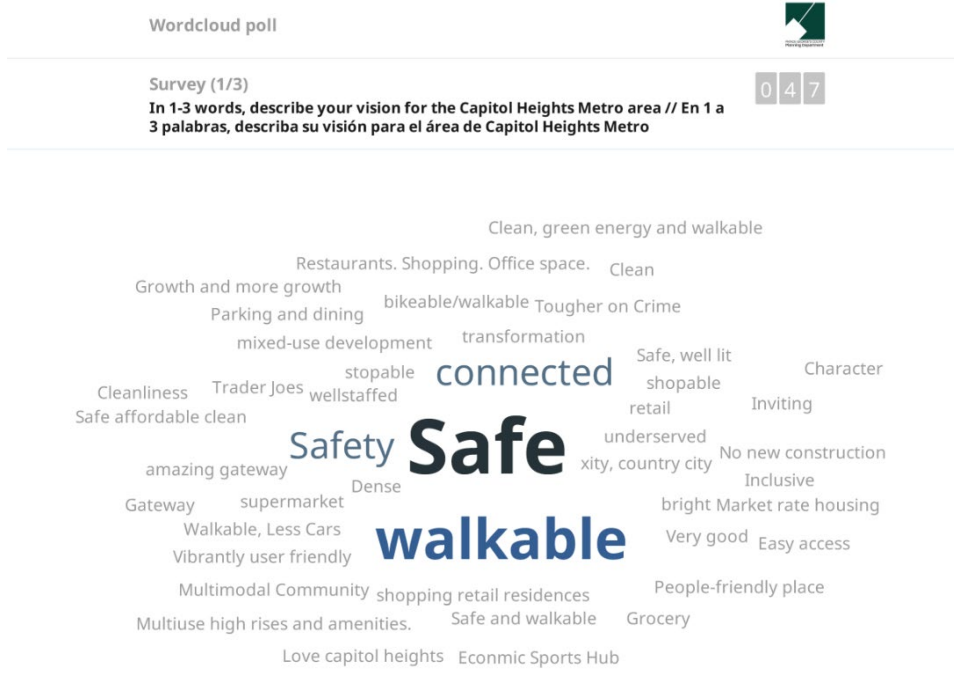 Wordcloud poll
Survey (1/3)
0 4 7
In 1-3 words, describe your vision for the Capitol Heights Metro area // En 1 a
3 palabras, describa su visión para el área de Capitol Heights Metro
Clean, green energy and walkable
Restaurants. Shopping. Office space.
Clean
Growth and more growth
bikeable/walkable
Tougher on Crime
Parking and dining
mixed-use development
transformation
Safe, well lit
Character
stopable
connected
shopable
Cleanliness
Trader Joes
wellstaffed
retail
Inviting
Safe affordable clean
Safety
Safe
underserved
No new construction
amazing gateway
xity, country city
Inclusive
Dense
Gateway
supermarket
bright
Market rate housing
Walkable, Less Cars
walkable
Very good
Easy access
Vibrantly user friendly
Multimodal Community
shopping retail residences
People-friendly place
Multiuse high rises and amenities.
Safe and walkable
Grocery
Love capitol heights
Econmic Sports Hub